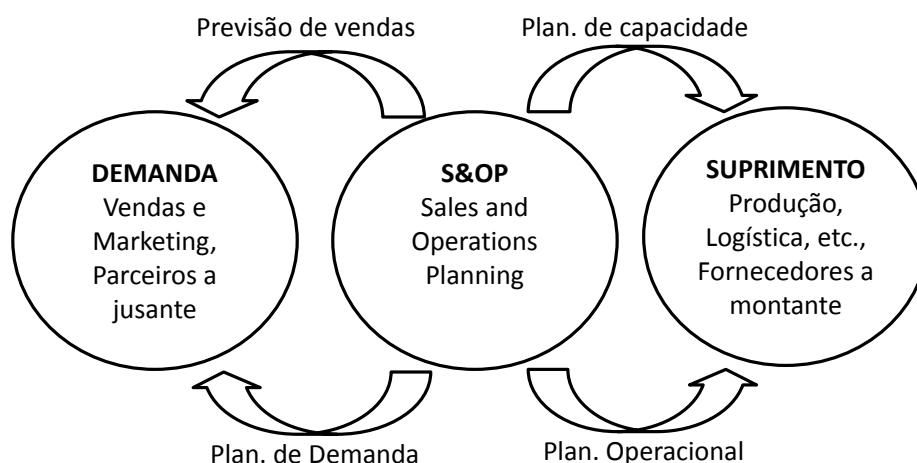 Previsão de vendas
Plan. de capacidade
DEMANDA
Vendas e
Marketing,
Parceiros a
jusante
S&OP
Sales and
Operations
Planning
SUPRIMENTO
Produção,
Logística, etc.,
Fornecedores a
montante
Plan. de Demanda
Plan. Operacional